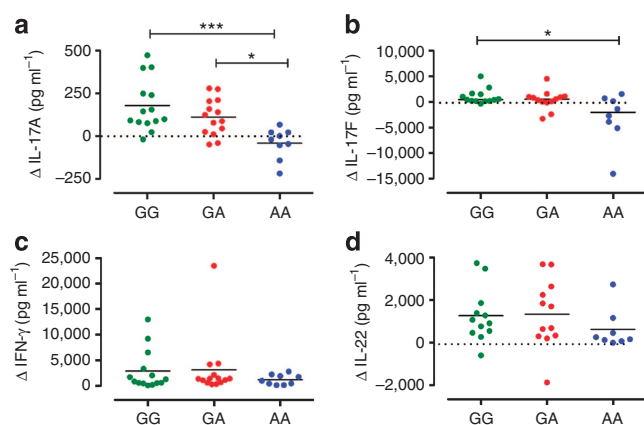 a
***
*
Δ IL-17A (pg ml⁻¹)
500
250
0
−250
GG GA AA
b
*
Δ IL-17F (pg ml⁻¹)
10,000
5,000
0
−5,000
−10,000
−15,000
GG GA AA
c
Δ IFN-γ (pg ml⁻¹)
25,000
20,000
15,000
10,000
5,000
0
GG GA AA
d
Δ IL-22 (pg ml⁻¹)
4,000
2,000
0
−2,000
GG GA AA